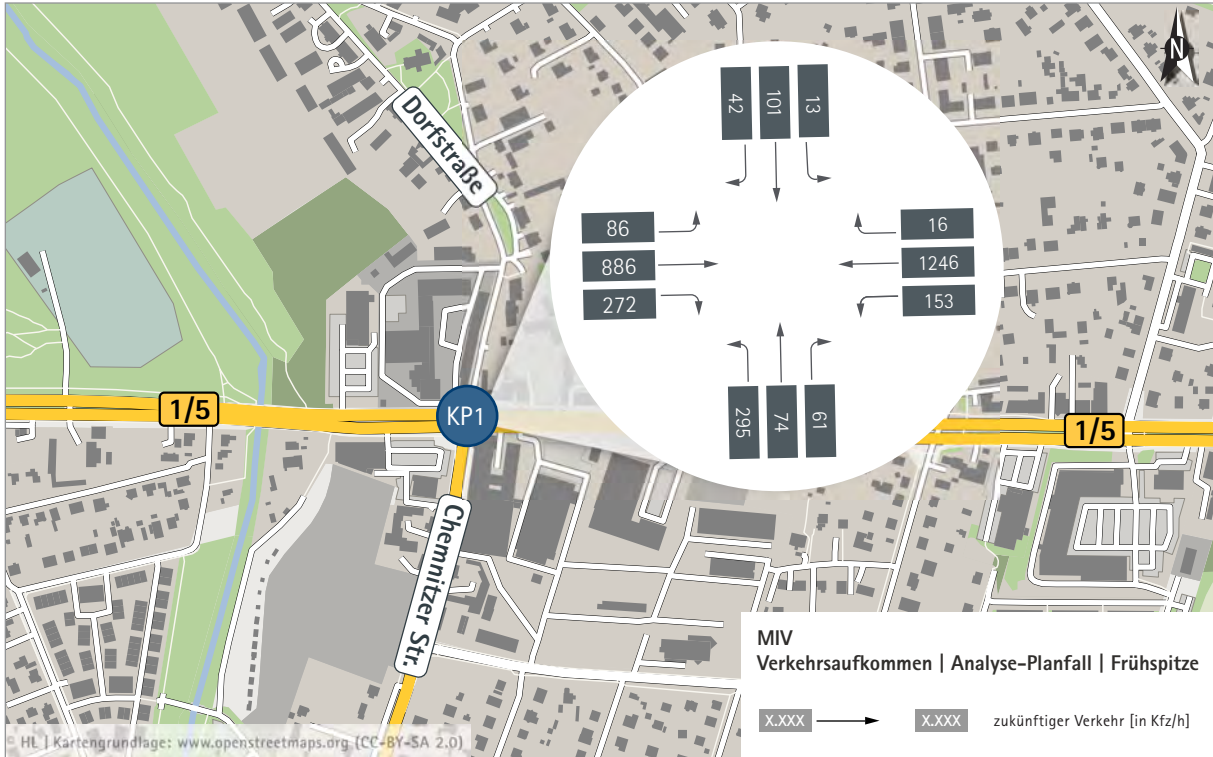 N
Dorfstraße
42
101
13
86
886
272
16
1246
153
295
74
61
1/5
KP1
1/5
Chemnitzer Str.
MIV
Verkehrsaufkommen | Analyse-Planfall | Frühspitze
X.XXX X.XXX zukünftiger Verkehr [in Kfz/h]
© HL | Kartengrundlage: www.openstreetmaps.org (CC-BY-SA 2.0)